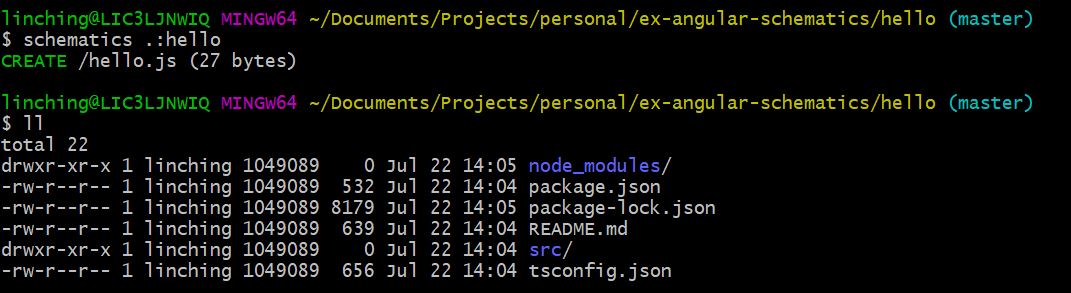 linching@LIC3LJNWIQ MINGW64 ~/Documents/Projects/personal/ex-angular-schematics/hello (master)
$ schematics .:hello
CREATE /hello.js (27 bytes)
linching@LIC3LJNWIQ MINGW64 ~/Documents/Projects/personal/ex-angular-schematics/hello (master)
$ ll
total 22
drwxr-xr-x 1 linching 1049089    0 Jul 22 14:05 node_modules/
-rw-r--r-- 1 linching 1049089  532 Jul 22 14:04 package.json
-rw-r--r-- 1 linching 1049089 8179 Jul 22 14:05 package-lock.json
-rw-r--r-- 1 linching 1049089  639 Jul 22 14:04 README.md
drwxr-xr-x 1 linching 1049089    0 Jul 22 14:04 src/
-rw-r--r-- 1 linching 1049089  656 Jul 22 14:04 tsconfig.json